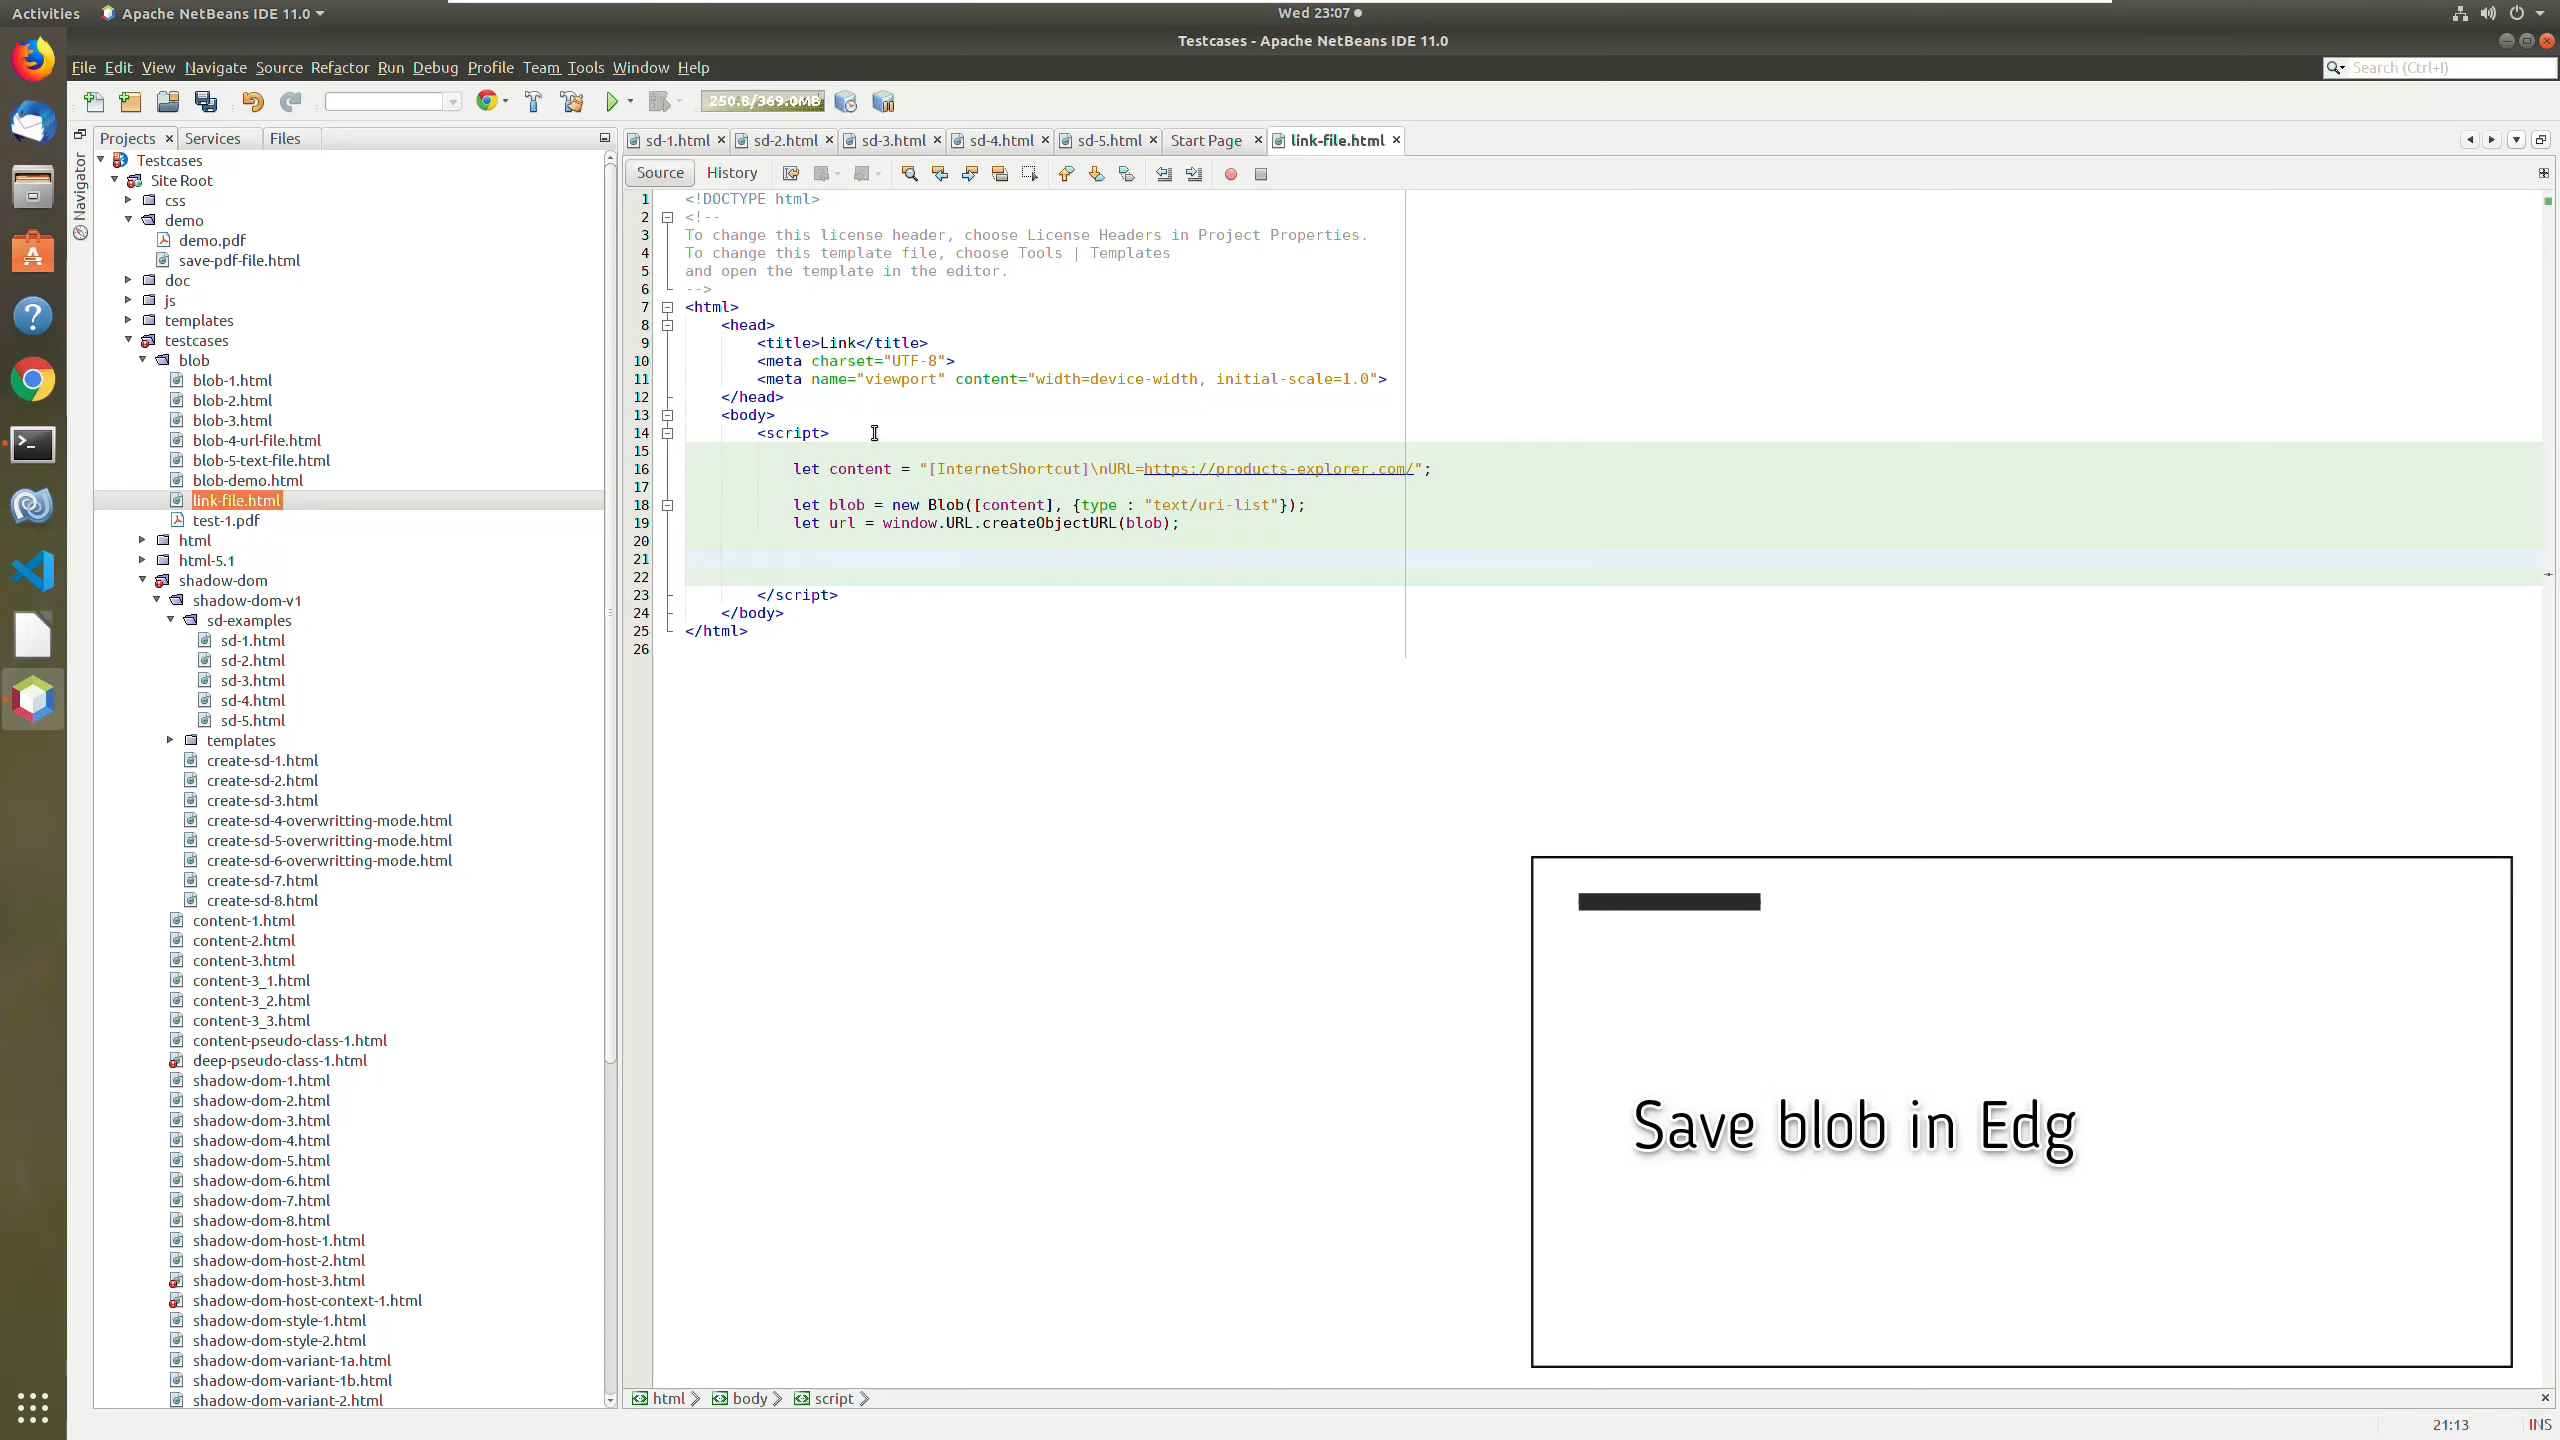 Activities
Apache NetBeans IDE 11.0
Wed 23:07
Testcases - Apache NetBeans IDE 11.0
File Edit View Navigate Source Refactor Run Debug Profile Team Tools Window Help
Search (Ctrl+I)
250.8/369.0MB
Projects Services Files
Navigator
Testcases
Site Root
css
demo
demo.pdf
save-pdf-file.html
doc
js
templates
testcases
blob
blob-1.html
blob-2.html
blob-3.html
blob-4-url-file.html
blob-5-text-file.html
blob-demo.html
link-file.html
test-1.pdf
html
html-5.1
shadow-dom
shadow-dom-v1
sd-examples
sd-1.html
sd-2.html
sd-3.html
sd-4.html
sd-5.html
templates
create-sd-1.html
create-sd-2.html
create-sd-3.html
create-sd-4-overwritting-mode.html
create-sd-5-overwritting-mode.html
create-sd-6-overwritting-mode.html
create-sd-7.html
create-sd-8.html
content-1.html
content-2.html
content-3.html
content-3_1.html
content-3_2.html
content-3_3.html
content-pseudo-class-1.html
deep-pseudo-class-1.html
shadow-dom-1.html
shadow-dom-2.html
shadow-dom-3.html
shadow-dom-4.html
shadow-dom-5.html
shadow-dom-6.html
shadow-dom-7.html
shadow-dom-8.html
shadow-dom-host-1.html
shadow-dom-host-2.html
shadow-dom-host-3.html
shadow-dom-host-context-1.html
shadow-dom-style-1.html
shadow-dom-style-2.html
shadow-dom-variant-1a.html
shadow-dom-variant-1b.html
shadow-dom-variant-2.html
sd-1.html sd-2.html sd-3.html sd-4.html sd-5.html Start Page link-file.html
Source History
1 <!DOCTYPE html>
2 <!--
3 To change this license header, choose License Headers in Project Properties.
4 To change this template file, choose Tools | Templates
5 and open the template in the editor.
6 -->
7 <html>
8 <head>
9 <title>Link</title>
10 <meta charset="UTF-8">
11 <meta name="viewport" content="width=device-width, initial-scale=1.0">
12 </head>
13 <body>
14 <script>
15
16 let content = "[InternetShortcut]\nURL=https://products-explorer.com/";
17
18 let blob = new Blob([content], {type : "text/uri-list"});
19 let url = window.URL.createObjectURL(blob);
20
21
22
23 </script>
24 </body>
25 </html>
26
Save blob in Edg
html body script
21:13 INS